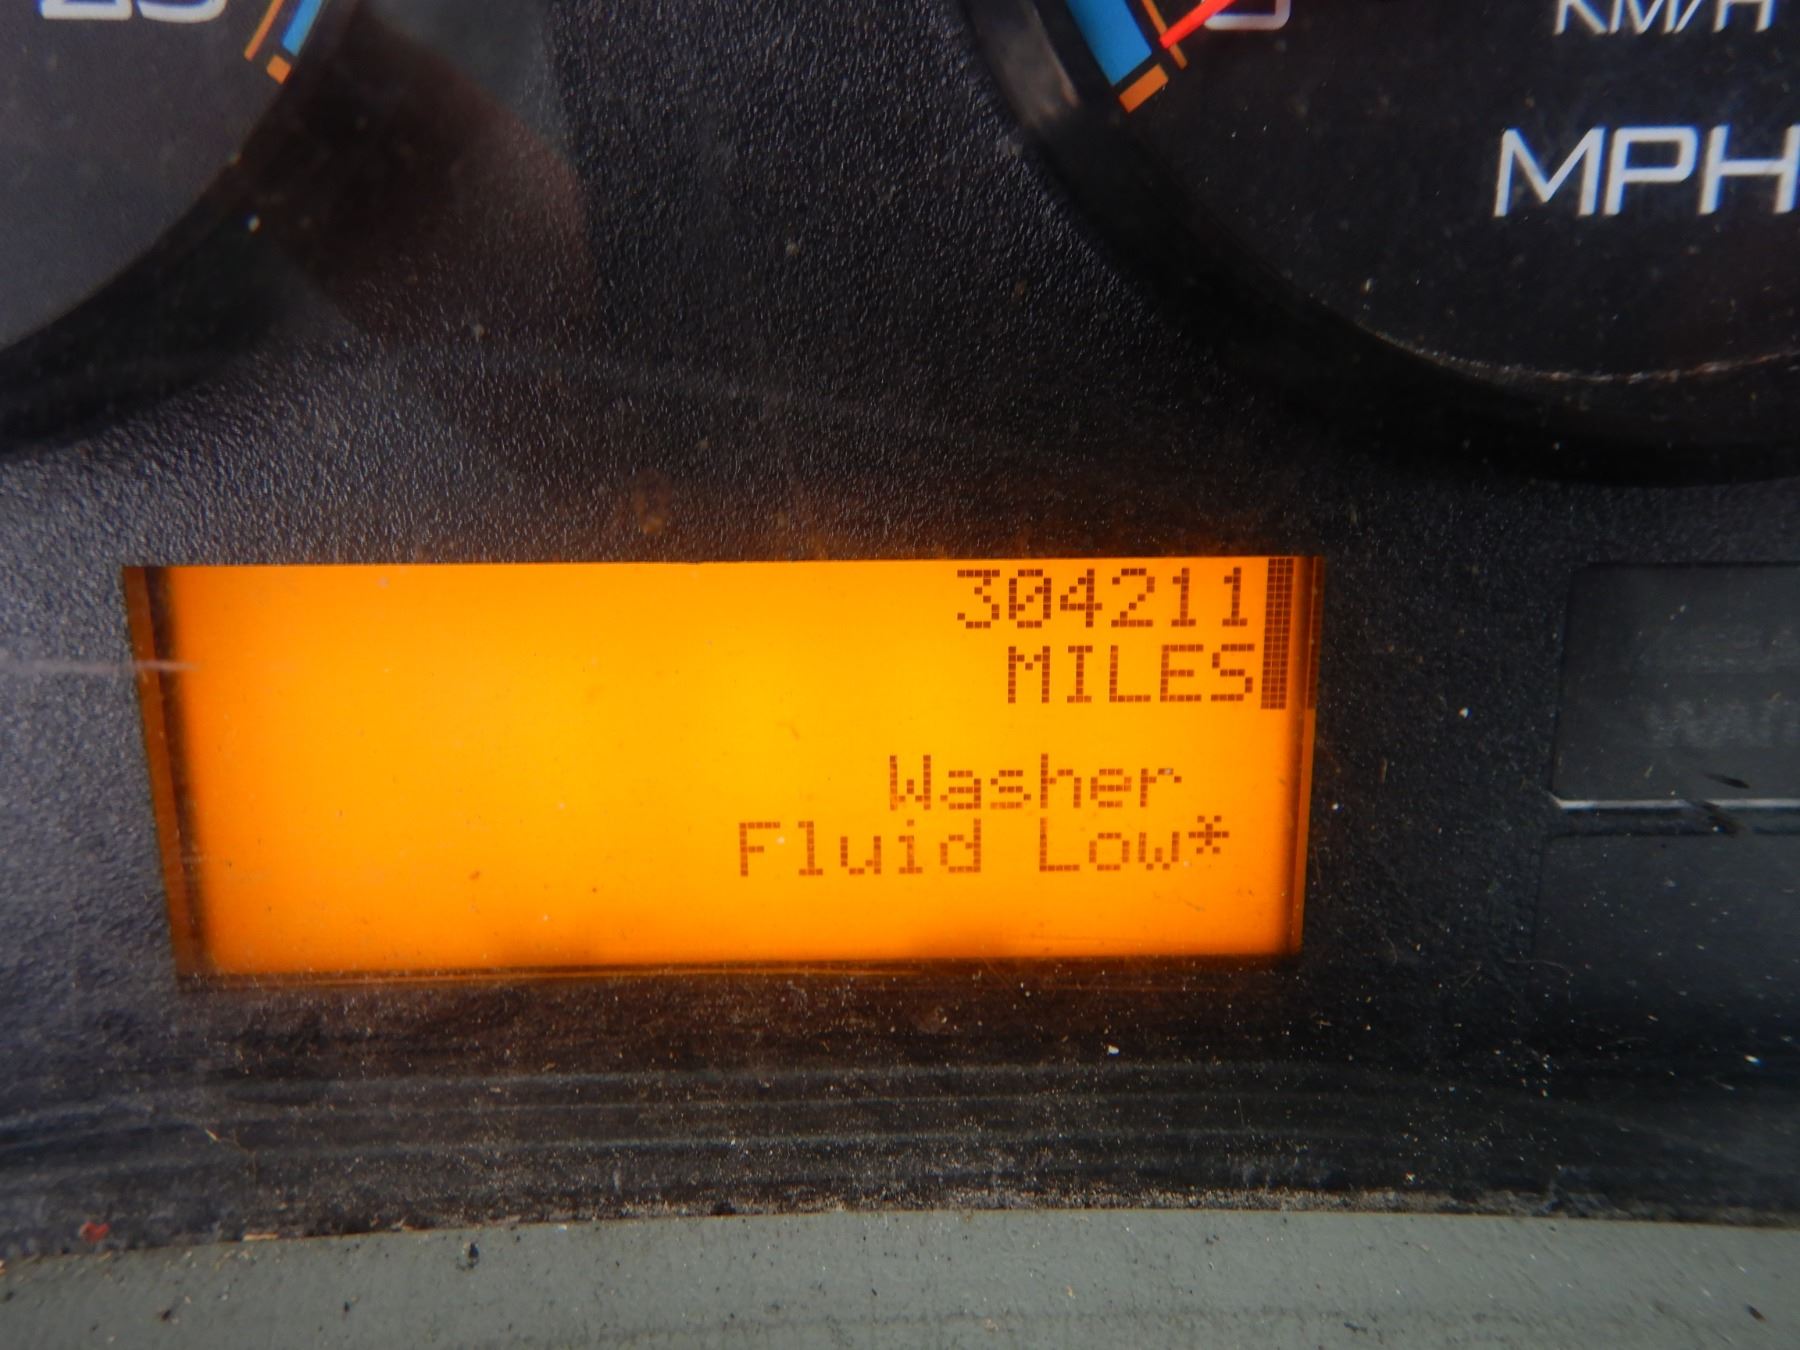 KM/H
MPH
304211
MILES
Washer
Fluid Low*